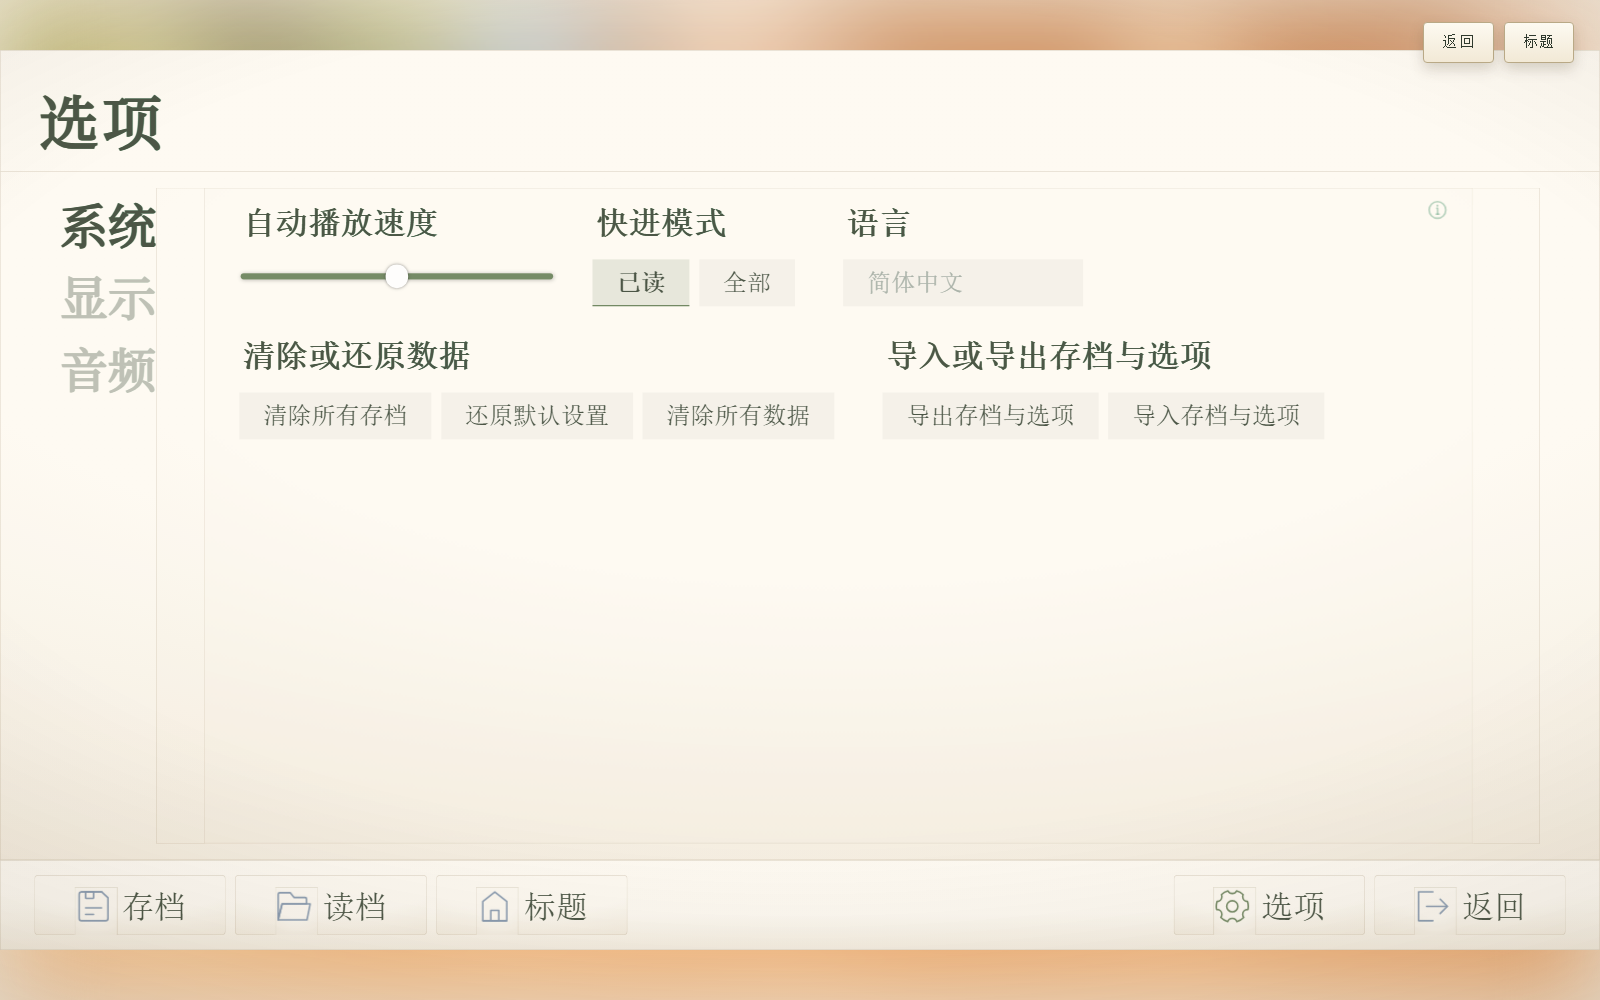 返回 标题
选项
系统
显示
音频
自动播放速度 快进模式 语言
已读 全部 简体中文
清除或还原数据 导入或导出存档与选项
清除所有存档 还原默认设置 清除所有数据 导出存档与选项 导入存档与选项
存档 读档 标题 选项 返回